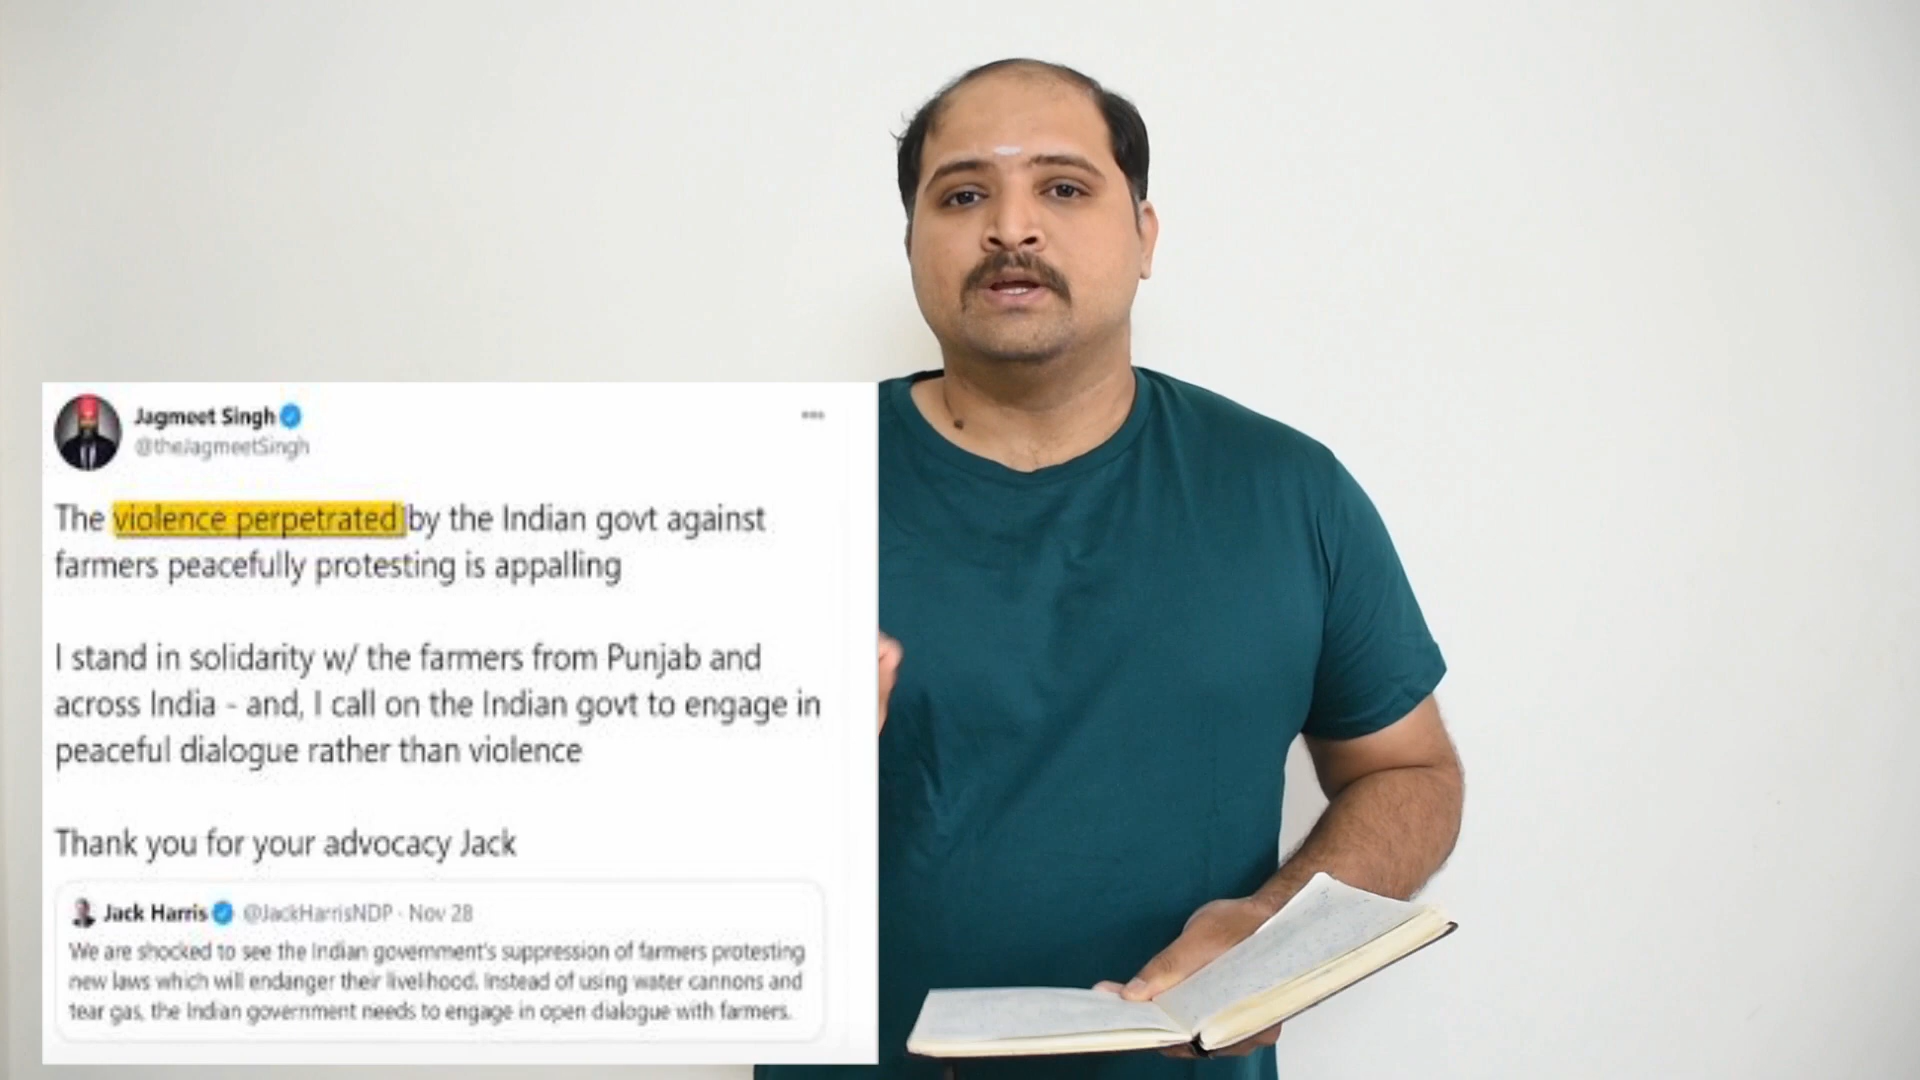 Jagmeet Singh
@theJagmeetSingh
The violence perpetrated by the Indian govt against
farmers peacefully protesting is appalling
I stand in solidarity w/ the farmers from Punjab and
across India - and, I call on the Indian govt to engage in
peaceful dialogue rather than violence
Thank you for your advocacy Jack
Jack Harris @JackHarrisNDP · Nov 28
We are shocked to see the Indian government's suppression of farmers protesting
new laws which will endanger their livelihood. Instead of using water cannons and
tear gas, the Indian government needs to engage in open dialogue with farmers.